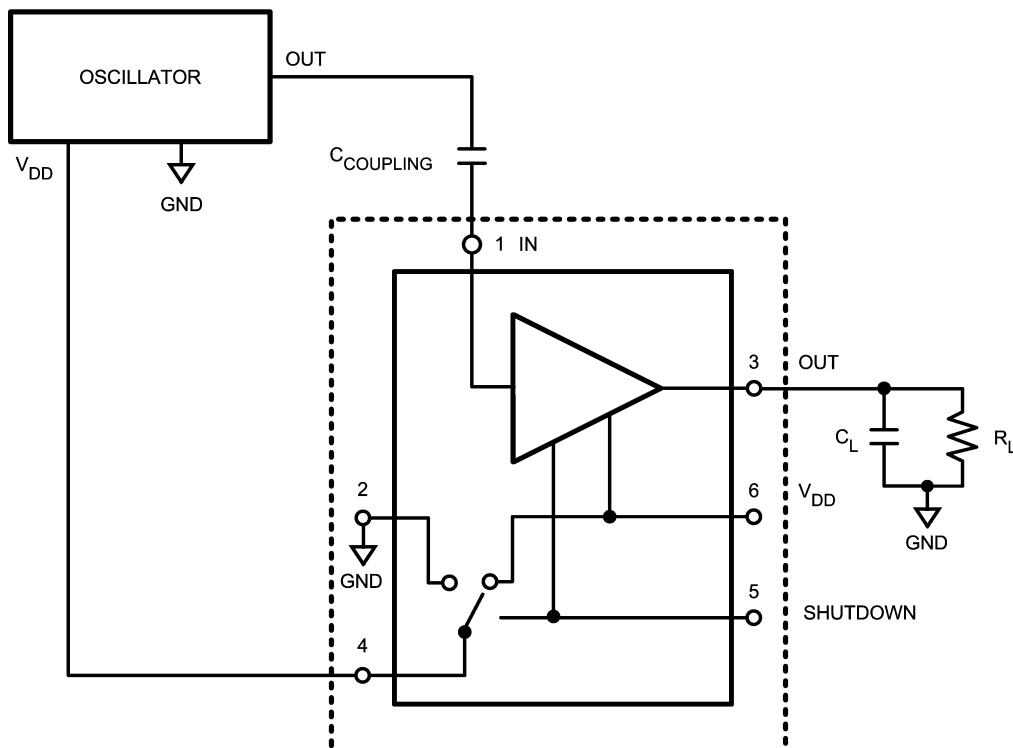 OUT
OSCILLATOR
VDD
GND
CCOUPLING
1 IN
3 OUT
CL
RL
2
6 VDD
GND
GND
5 SHUTDOWN
4